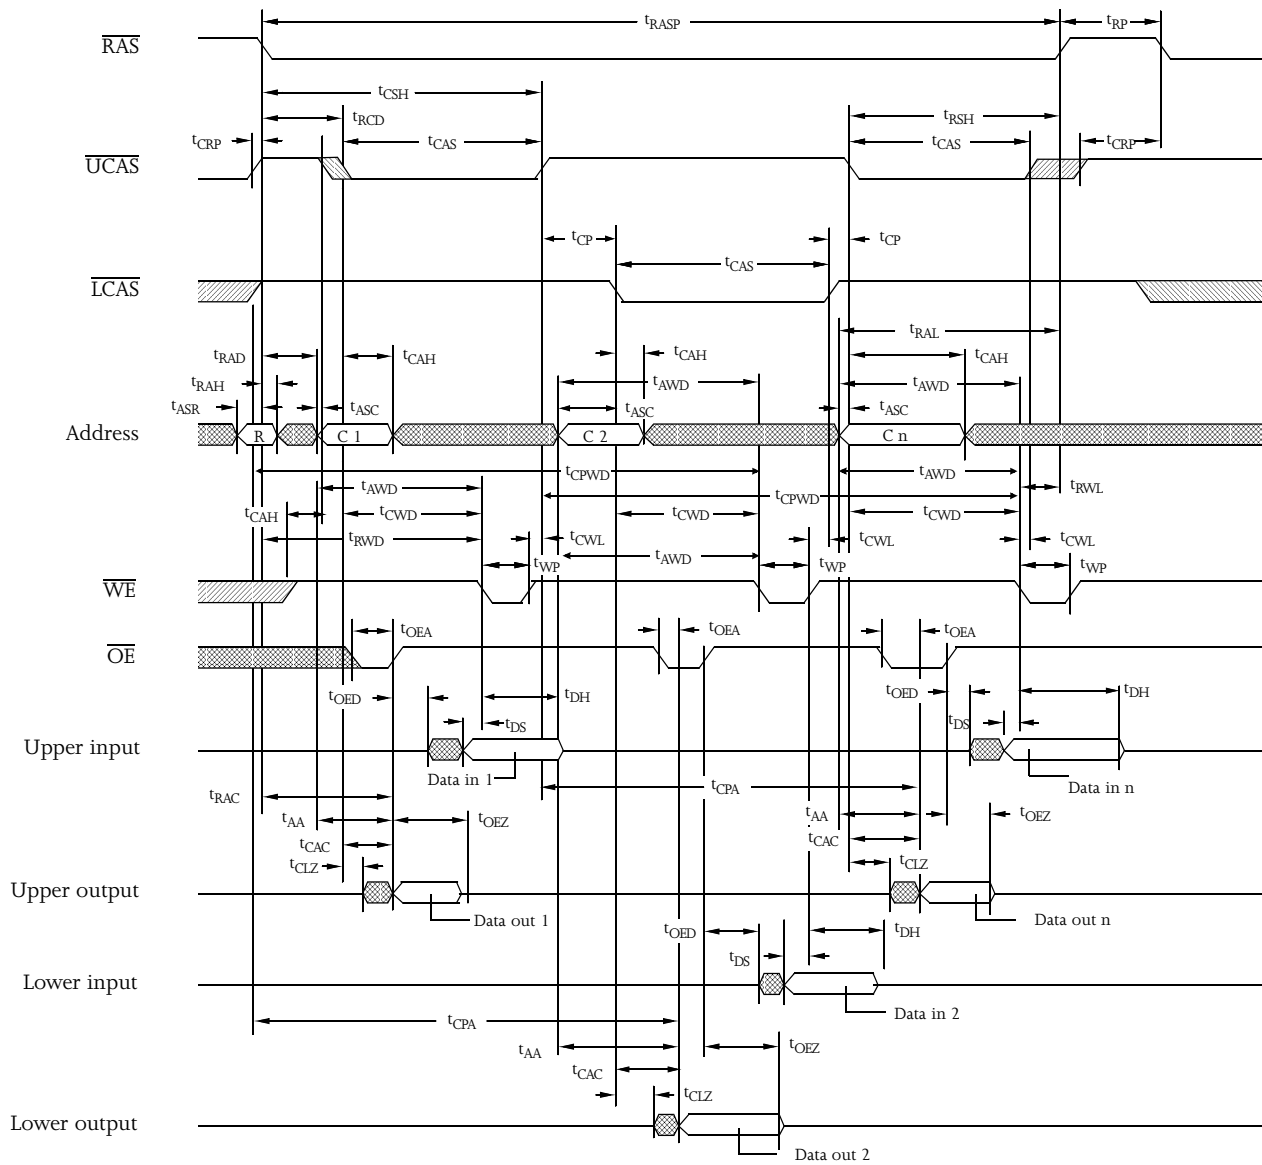 tRASP
tRP
RAS
tCSH
tRCD
tRSH
tCRP
tCAS
tCAS
tCRP
UCAS
tCP
tCP
tCAS
LCAS
tRAL
tRAD
tCAH
tCAH
tCAH
tRAH
tAWD
tAWD
tASR
tASC
tASC
tASC
Address
R
C 1
C 2
C n
tCPWD
tAWD
tAWD
tRWL
tCPWD
tCAH
tCWD
tCWD
tCWD
tRWD
tCWL
tCWL
tCWL
tAWD
tWP
tWP
tWP
WE
tOEA
tOEA
tOEA
OE
tOED
tDH
tOED
tDH
tDS
tDS
Upper input
Data in 1
Data in n
tCPA
tRAC
tAA
tOEZ
tAA
tOEZ
tCAC
tCAC
tCLZ
tCLZ
Upper output
Data out 1
Data out n
tOED
tDH
tDS
Lower input
Data in 2
tCPA
tAA
tOEZ
tCAC
tCLZ
Lower output
Data out 2